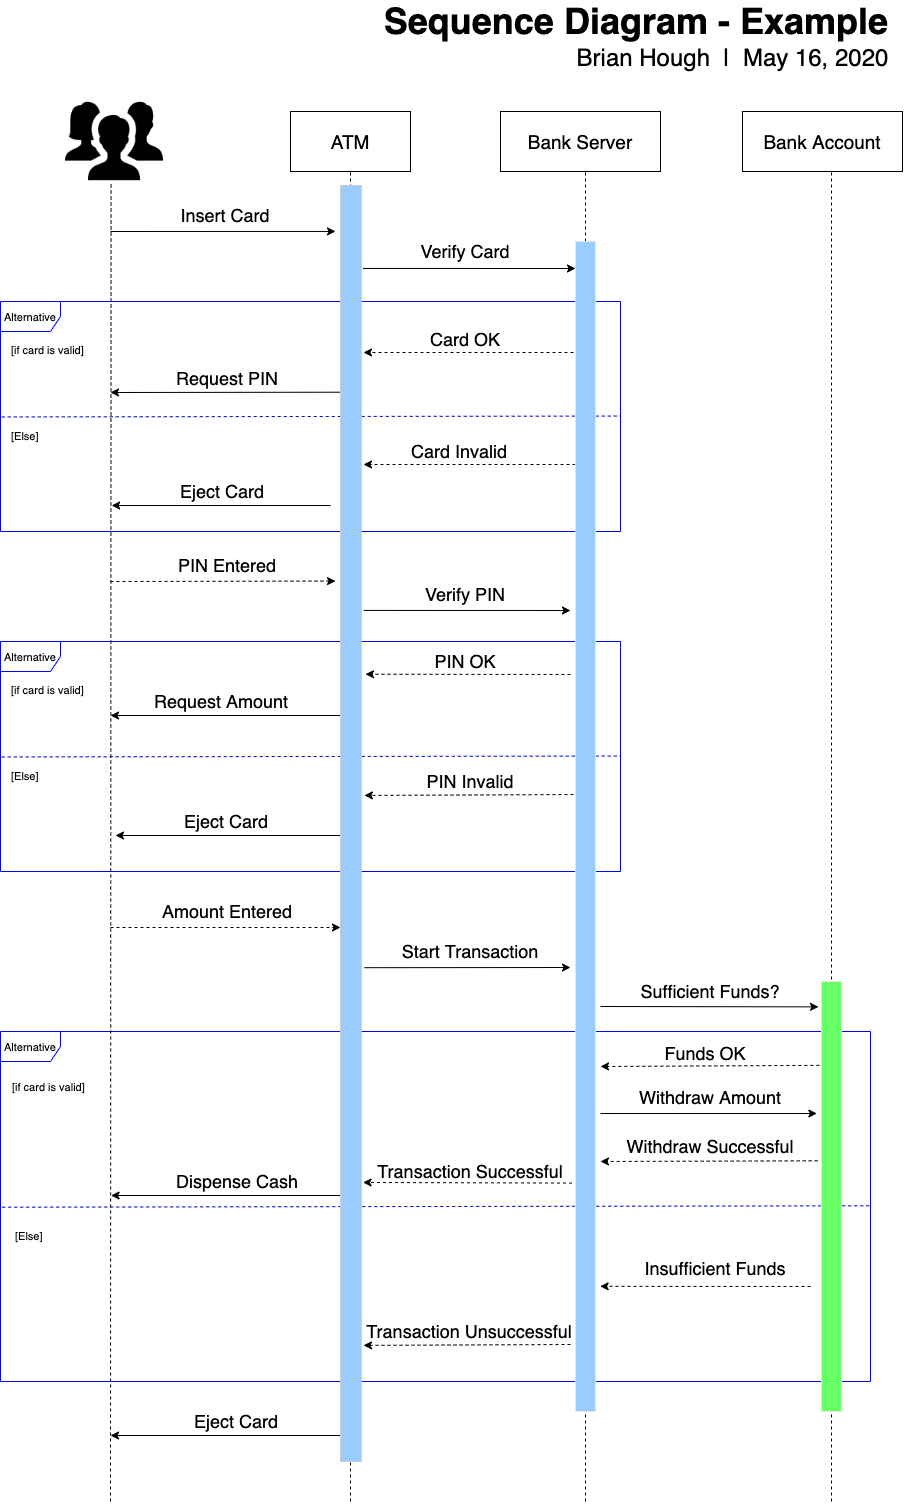 Sequence Diagram - Example
Brian Hough | May 16, 2020
ATM
Bank Server
Bank Account
Insert Card
Verify Card
Alternative
Card OK
[if card is valid]
Request PIN
[Else]
Card Invalid
Eject Card
PIN Entered
Verify PIN
Alternative
PIN OK
[if card is valid]
Request Amount
[Else]
PIN Invalid
Eject Card
Amount Entered
Start Transaction
Sufficient Funds?
Alternative
Funds OK
[if card is valid]
Withdraw Amount
Withdraw Successful
Transaction Successful
Dispense Cash
[Else]
Insufficient Funds
Transaction Unsuccessful
Eject Card